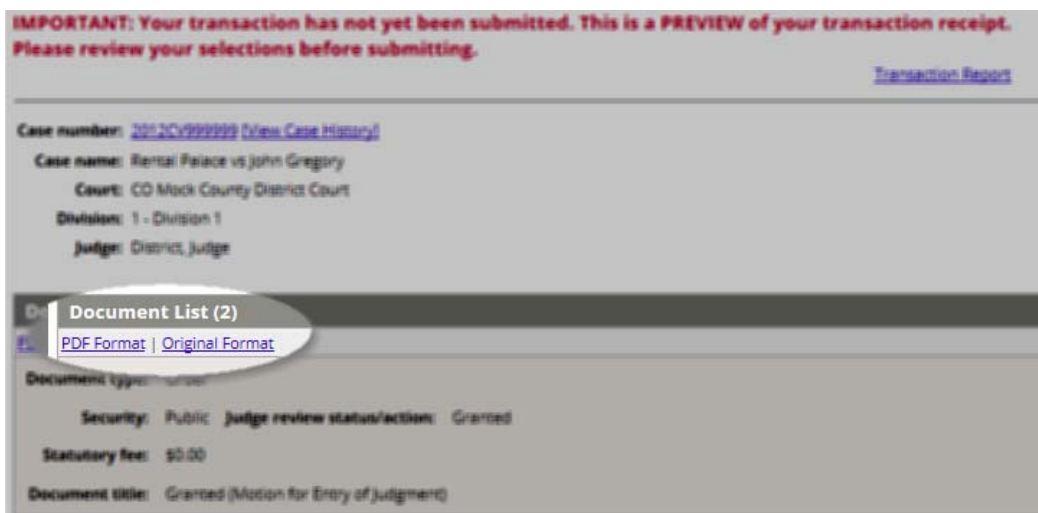 IMPORTANT: Your transaction has not yet been submitted. This is a PREVIEW of your transaction receipt.
Please review your selections before submitting.
Transaction Report
Case number: 2012CV999999 [View Case History]
Case name: Rental Palace vs John Gregory
Court: CO Mock County District Court
Division: 1 - Division 1
Judge: District, Judge
Document List (2)
PDF Format | Original Format
Document type: Order
Security: Public Judge review status/action: Granted
Statutory fee: $0.00
Document title: Granted (Motion for Entry of Judgment)